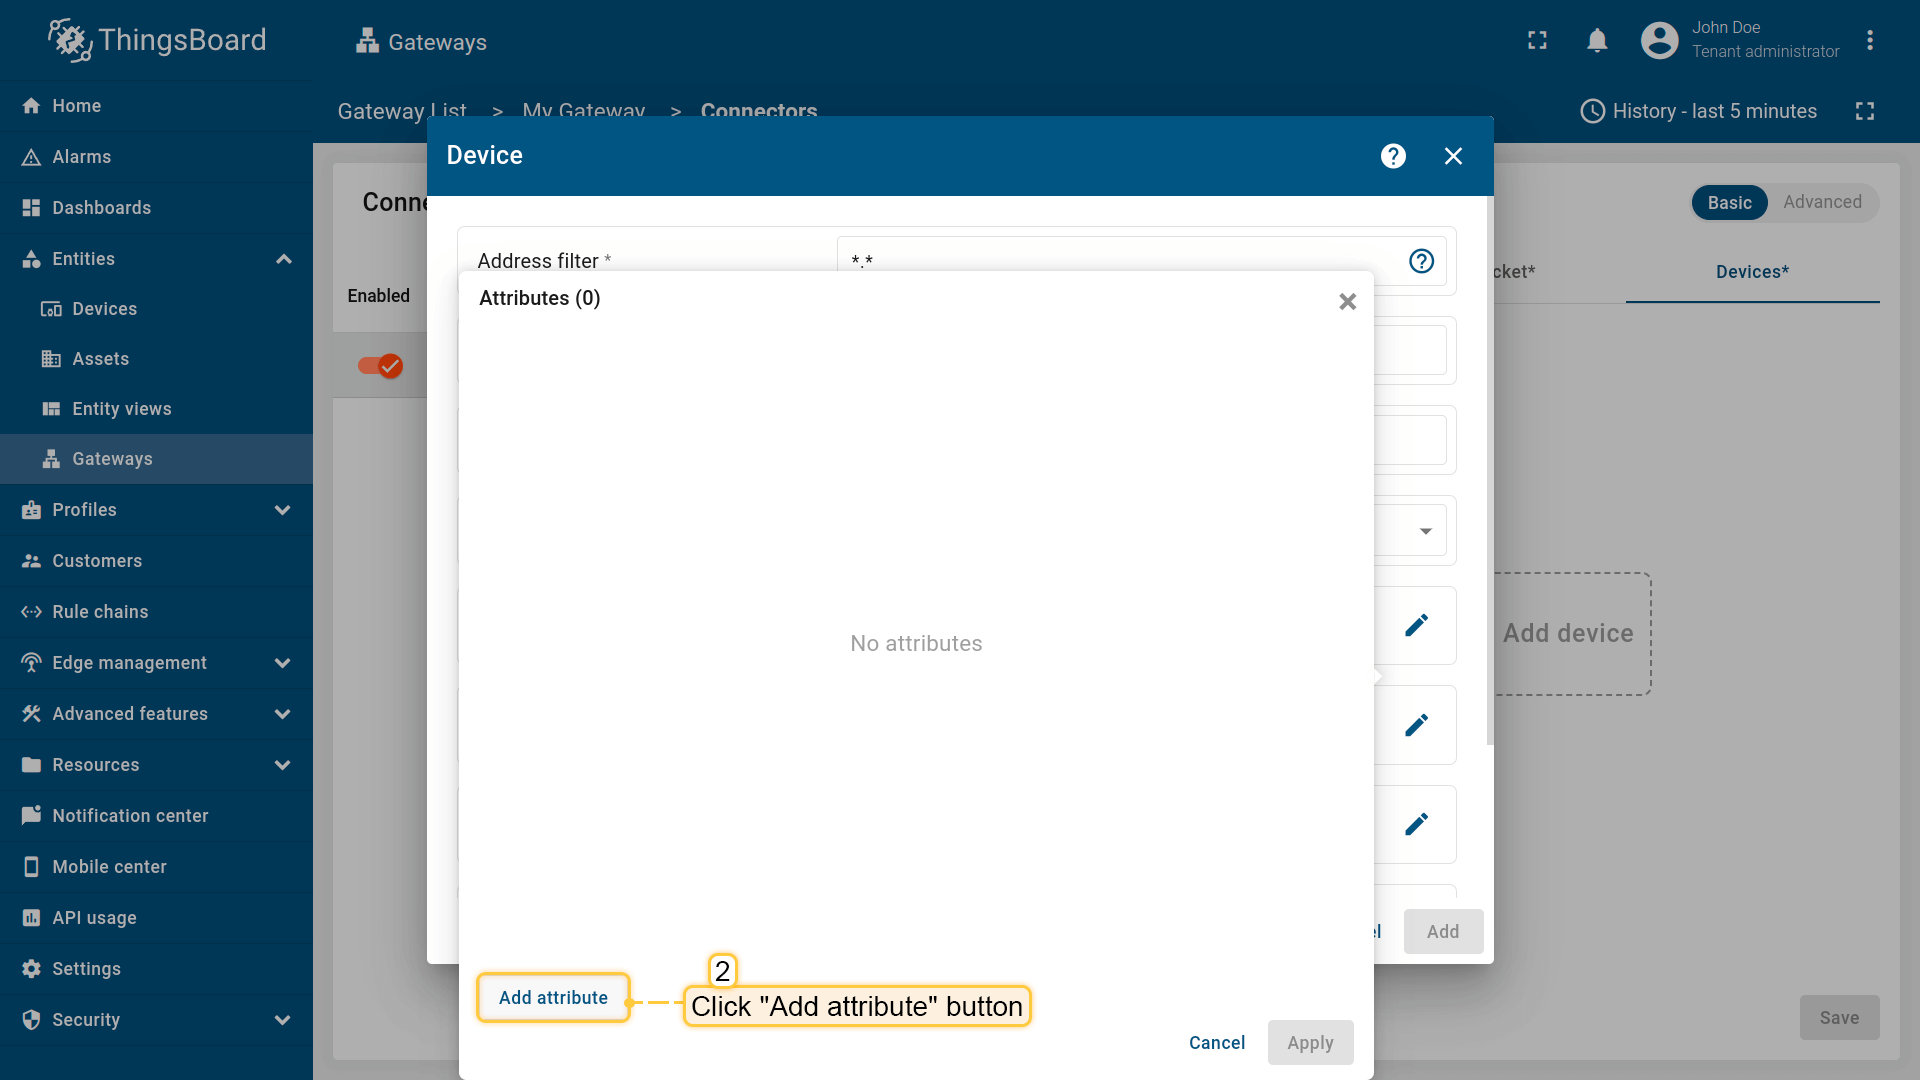 ThingsBoard
Gateways
John Doe
Tenant administrator
Home
Alarms
Dashboards
Entities
Devices
Assets
Entity views
Gateways
Profiles
Customers
Rule chains
Edge management
Advanced features
Resources
Notification center
Mobile center
API usage
Settings
Security
Gateway List > My Gateway > Connectors
History - last 5 minutes
Conne
Enabled
Basic
Advanced
cket*
Devices*
Add device
Save
Device
Address filter *
*.*
Attributes (0)
No attributes
el
Add
Add attribute
2
Click "Add attribute" button
Cancel
Apply